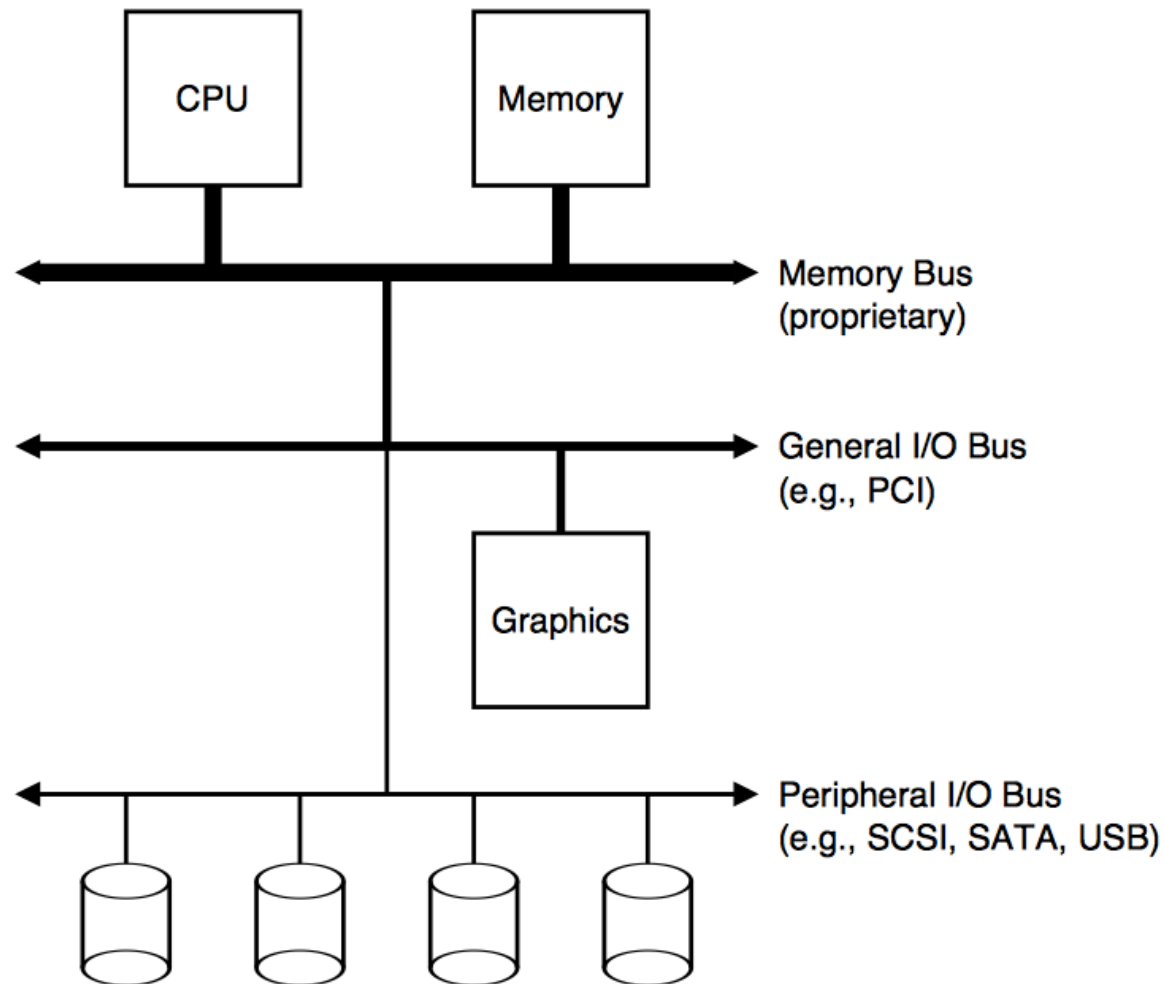 CPU
Memory
Memory Bus
(proprietary)
General I/O Bus
(e.g., PCI)
Graphics
Peripheral I/O Bus
(e.g., SCSI, SATA, USB)